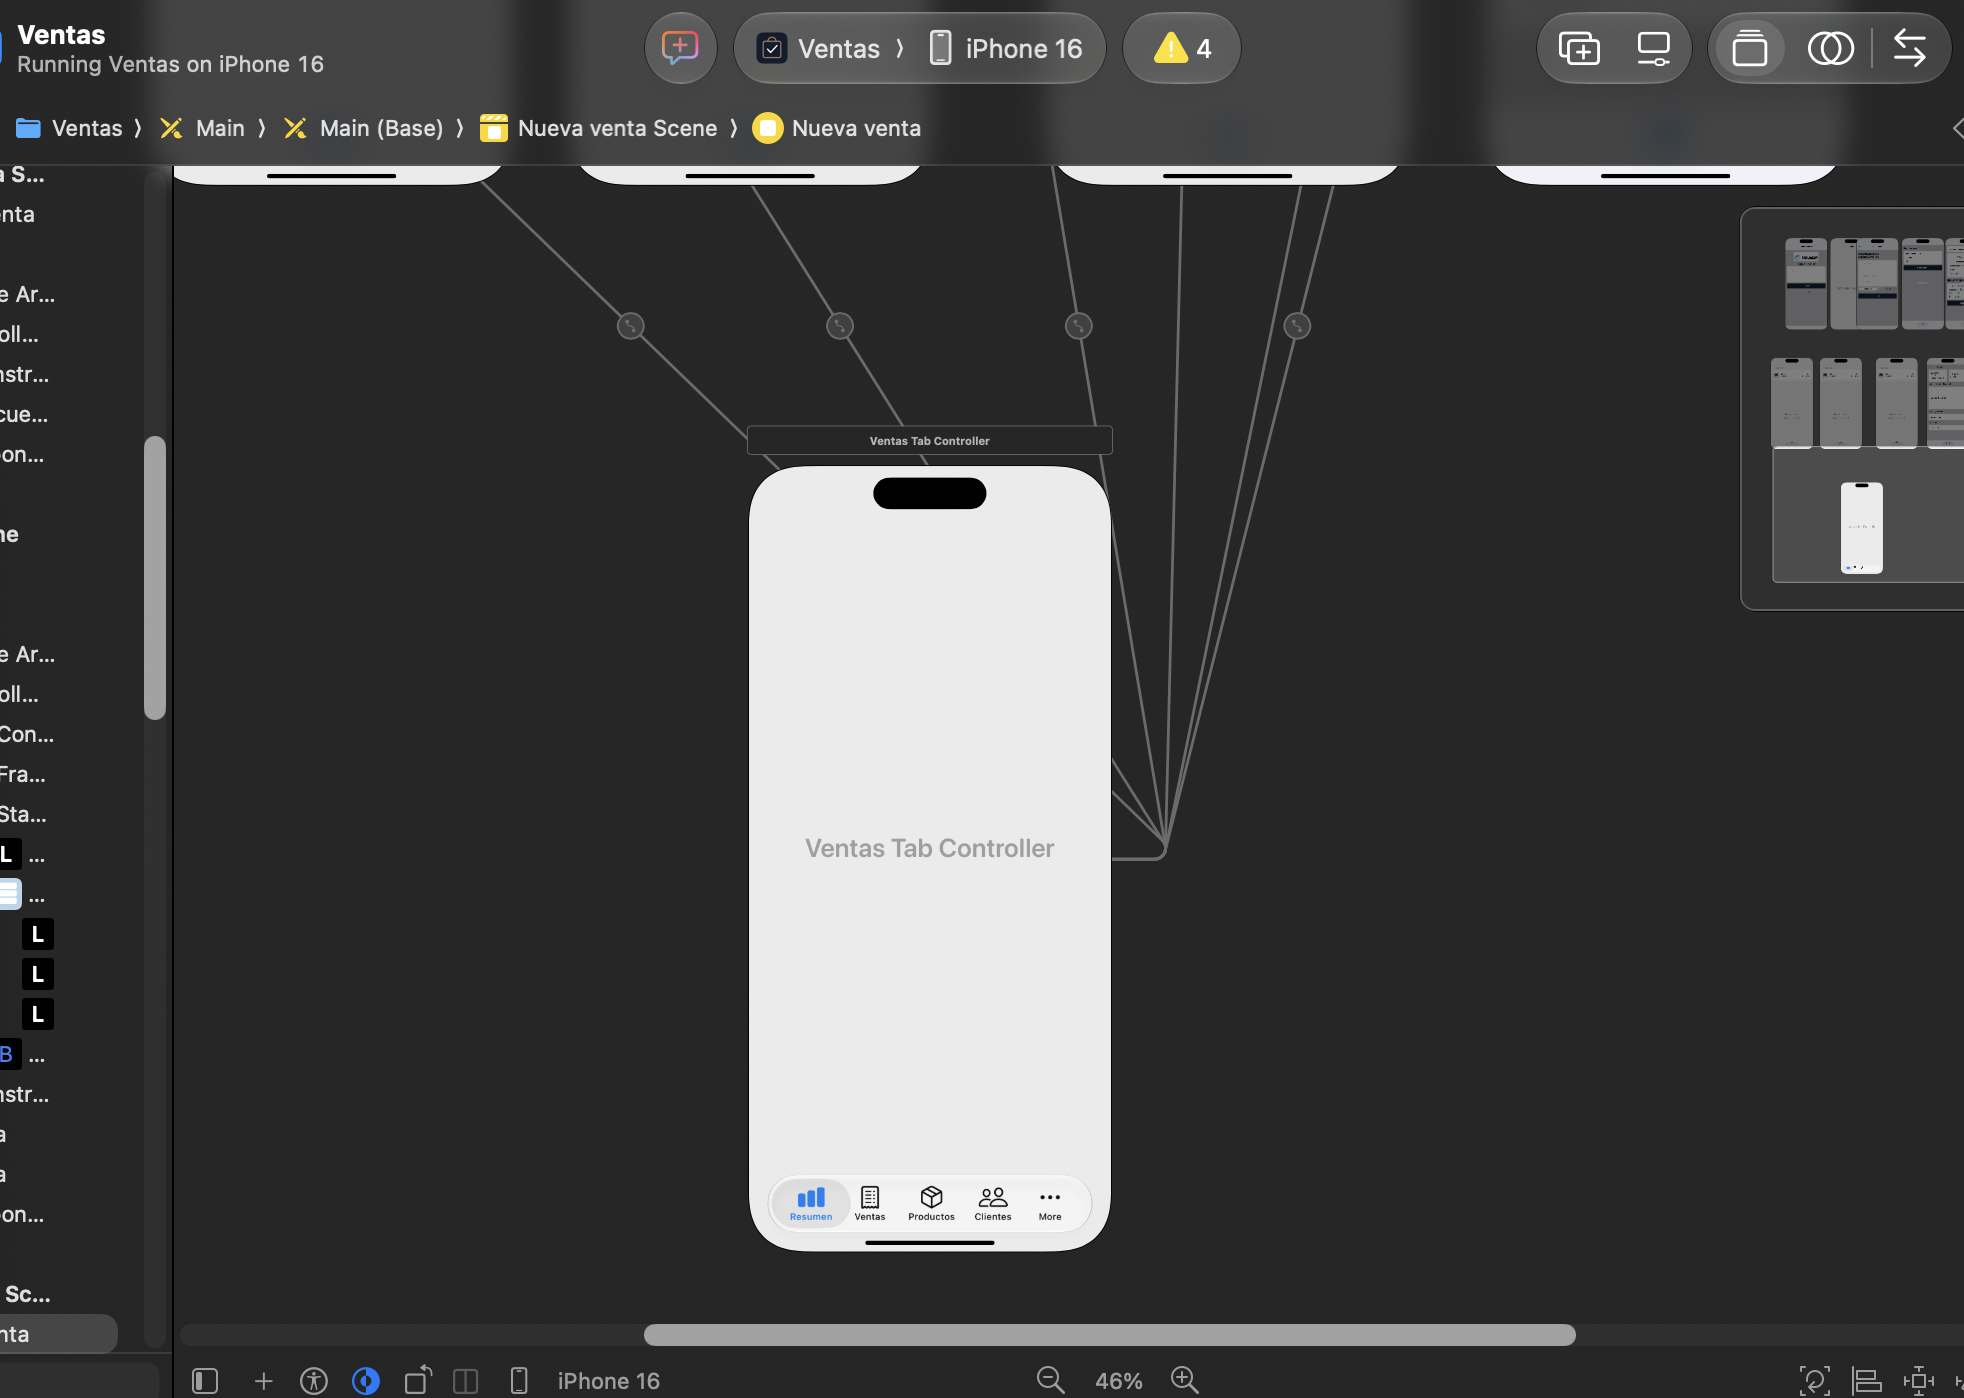 Ventas
Running Ventas on iPhone 16
Ventas 〉 iPhone 16
4
Ventas 〉 Main 〉 Main (Base) 〉 Nueva venta Scene 〉 Nueva venta
a S...
enta
e Ar...
oll...
nstr...
cue...
on...
ne
e Ar...
oll...
Con...
Fra...
Sta...
L ...
...
L
L
L
B ...
nstr...
a
a
on...
Sc...
nta
Ventas Tab Controller
Ventas Tab Controller
Resumen
Ventas
Productos
Clientes
More
iPhone 16
46%